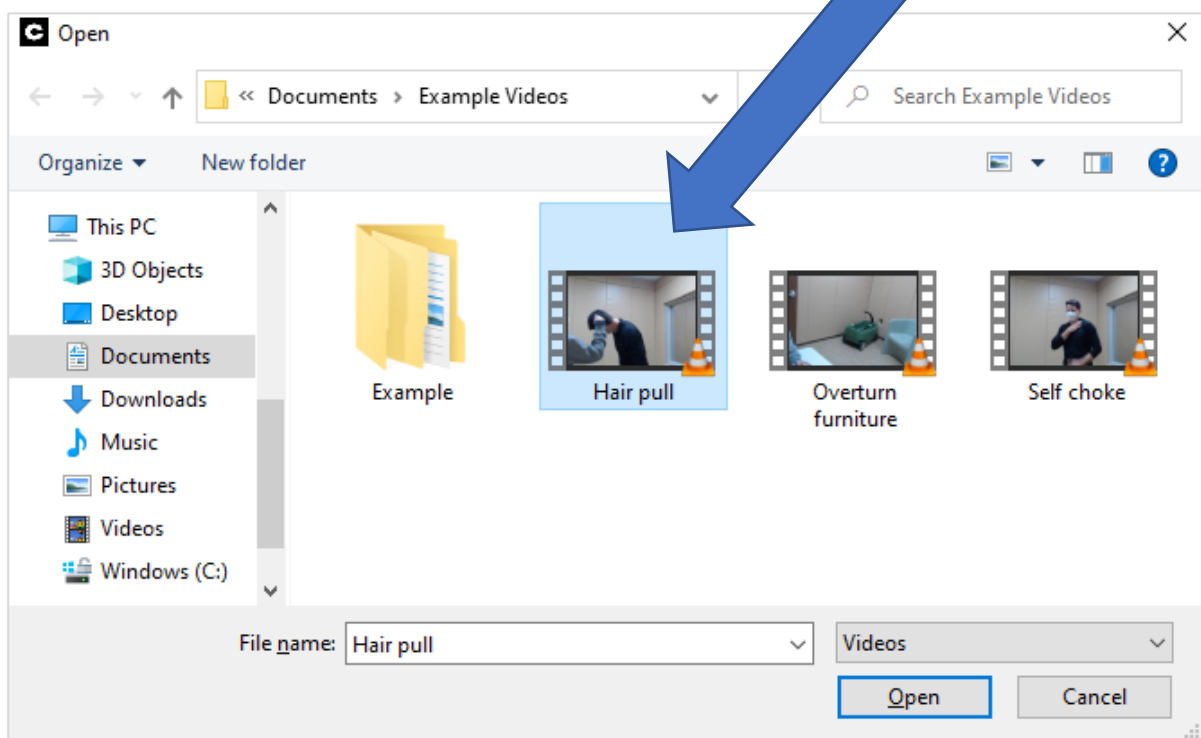 Open
« Documents › Example Videos
Search Example Videos
Organize
New folder
This PC
3D Objects
Desktop
Documents
Downloads
Music
Pictures
Videos
Windows (C:)
Example
Hair pull
Overturn
furniture
Self choke
File name: Hair pull
Videos
Open
Cancel